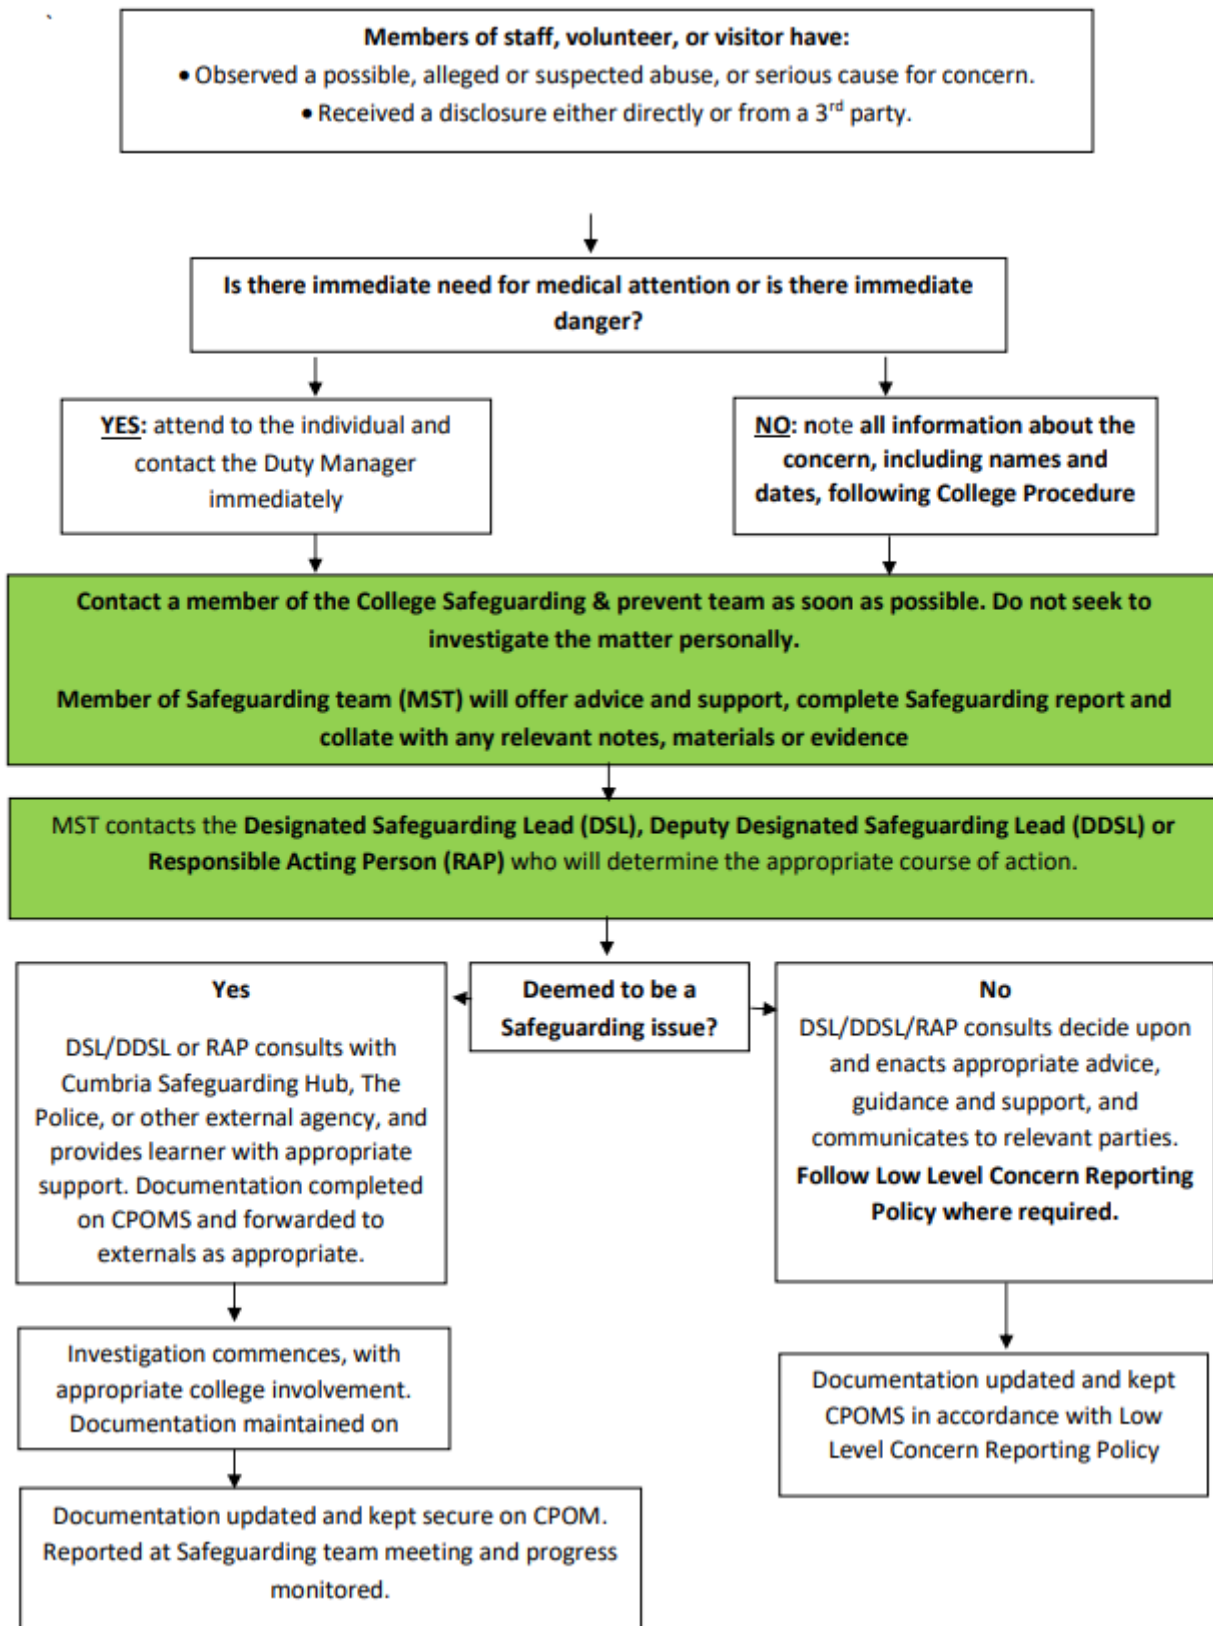 Members of staff, volunteer, or visitor have:
• Observed a possible, alleged or suspected abuse, or serious cause for concern.
• Received a disclosure either directly or from a 3rd party.
Is there immediate need for medical attention or is there immediate
danger?
YES: attend to the individual and
contact the Duty Manager
immediately
NO: note all information about the
concern, including names and
dates, following College Procedure
Contact a member of the College Safeguarding & prevent team as soon as possible. Do not seek to
investigate the matter personally.
Member of Safeguarding team (MST) will offer advice and support, complete Safeguarding report and
collate with any relevant notes, materials or evidence
MST contacts the Designated Safeguarding Lead (DSL), Deputy Designated Safeguarding Lead (DDSL) or
Responsible Acting Person (RAP) who will determine the appropriate course of action.
Deemed to be a
Safeguarding issue?
Yes
DSL/DDSL or RAP consults with
Cumbria Safeguarding Hub, The
Police, or other external agency, and
provides learner with appropriate
support. Documentation completed
on CPOMS and forwarded to
externals as appropriate.
No
DSL/DDSL/RAP consults decide upon
and enacts appropriate advice,
guidance and support, and
communicates to relevant parties.
Follow Low Level Concern Reporting
Policy where required.
Investigation commences, with
appropriate college involvement.
Documentation maintained on
Documentation updated and kept
CPOMS in accordance with Low
Level Concern Reporting Policy
Documentation updated and kept secure on CPOM.
Reported at Safeguarding team meeting and progress
monitored.